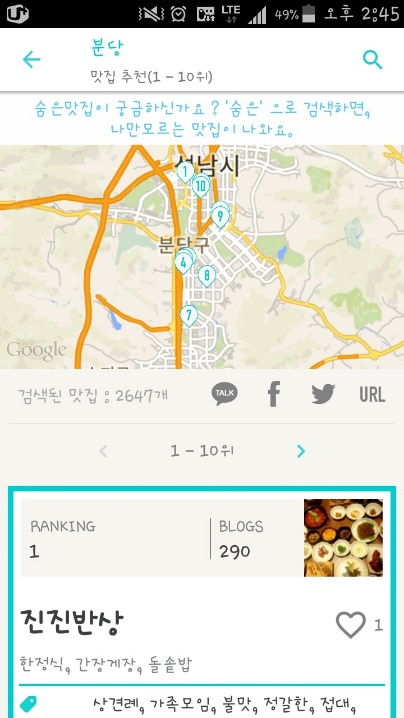 LTE 49% 오후 2:45
분당
맛집 추천(1 - 10위)
숨은맛집이 궁금하신가요? '숨은' 으로 검색하면,
나만모르는 맛집이 나와요.
성남시
1
10
9
분당구
4
8
7
Google
검색된 맛집 : 2647개
TALK
URL
1 - 10위
RANKING
BLOGS
1
290
진진반상
1
한정식, 간장게장, 돌솥밥
상견례, 가족모임, 불맛, 정갈한, 접대,